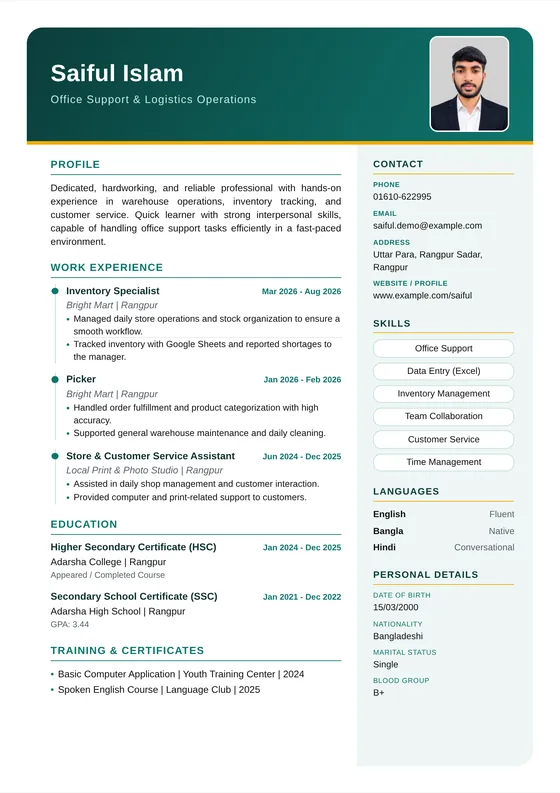 Saiful Islam
Office Support & Logistics Operations
PROFILE
Dedicated, hardworking, and reliable professional with hands-on
experience in warehouse operations, inventory tracking, and
customer service. Quick learner with strong interpersonal skills,
capable of handling office support tasks efficiently in a fast-paced
environment.
WORK EXPERIENCE
Inventory Specialist Mar 2026 - Aug 2026
Bright Mart | Rangpur
• Managed daily store operations and stock organization to ensure a
smooth workflow.
• Tracked inventory with Google Sheets and reported shortages to
the manager.
Picker Jan 2026 - Feb 2026
Bright Mart | Rangpur
• Handled order fulfillment and product categorization with high
accuracy.
• Supported general warehouse maintenance and daily cleaning.
Store & Customer Service Assistant Jun 2024 - Dec 2025
Local Print & Photo Studio | Rangpur
• Assisted in daily shop management and customer interaction.
• Provided computer and print-related support to customers.
EDUCATION
Higher Secondary Certificate (HSC) Jan 2024 - Dec 2025
Adarsha College | Rangpur
Appeared / Completed Course
Secondary School Certificate (SSC) Jan 2021 - Dec 2022
Adarsha High School | Rangpur
GPA: 3.44
TRAINING & CERTIFICATES
• Basic Computer Application | Youth Training Center | 2024
• Spoken English Course | Language Club | 2025
CONTACT
PHONE
01610-622995
EMAIL
saiful.demo@example.com
ADDRESS
Uttar Para, Rangpur Sadar,
Rangpur
WEBSITE / PROFILE
www.example.com/saiful
SKILLS
Office Support
Data Entry (Excel)
Inventory Management
Team Collaboration
Customer Service
Time Management
LANGUAGES
English Fluent
Bangla Native
Hindi Conversational
PERSONAL DETAILS
DATE OF BIRTH
15/03/2000
NATIONALITY
Bangladeshi
MARITAL STATUS
Single
BLOOD GROUP
B+